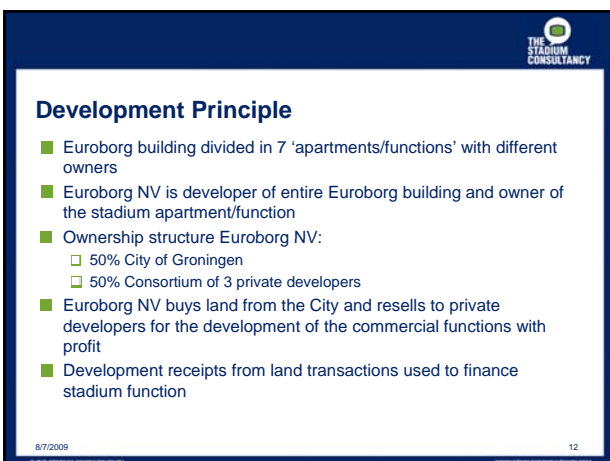 THE
STADIUM
CONSULTANCY
Development Principle
Euroborg building divided in 7 ‘apartments/functions’ with different
owners
Euroborg NV is developer of entire Euroborg building and owner of
the stadium apartment/function
Ownership structure Euroborg NV:
50% City of Groningen
50% Consortium of 3 private developers
Euroborg NV buys land from the City and resells to private
developers for the development of the commercial functions with
profit
Development receipts from land transactions used to finance
stadium function
8/7/2009
12